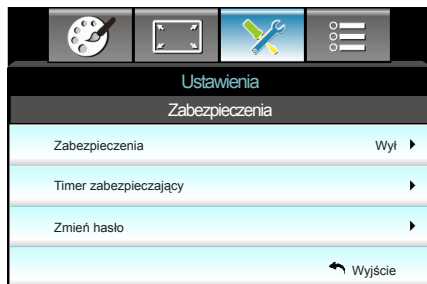 Ustawienia
Zabezpieczenia
Zabezpieczenia Wył
Timer zabezpieczający
Zmień hasło
Wyjście